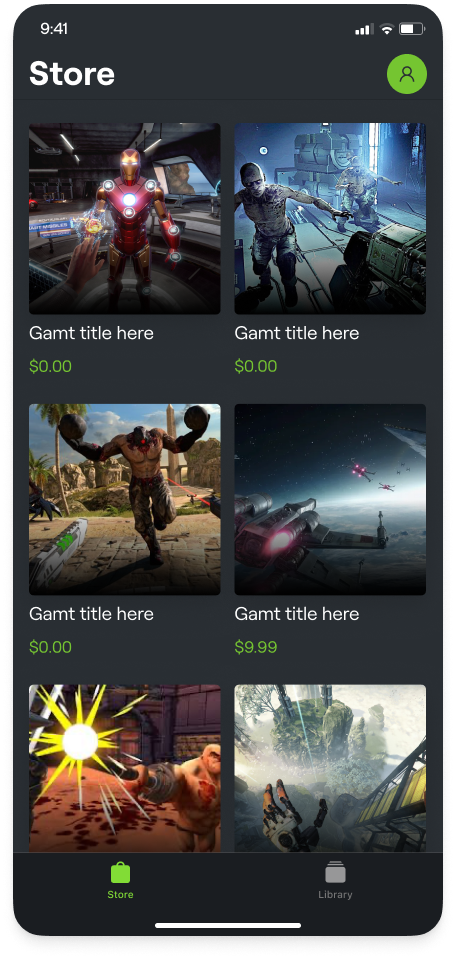 9:41
Store
Gamt title here
Gamt title here
$0.00
$0.00
Gamt title here
Gamt title here
$0.00
$9.99
Store
Library